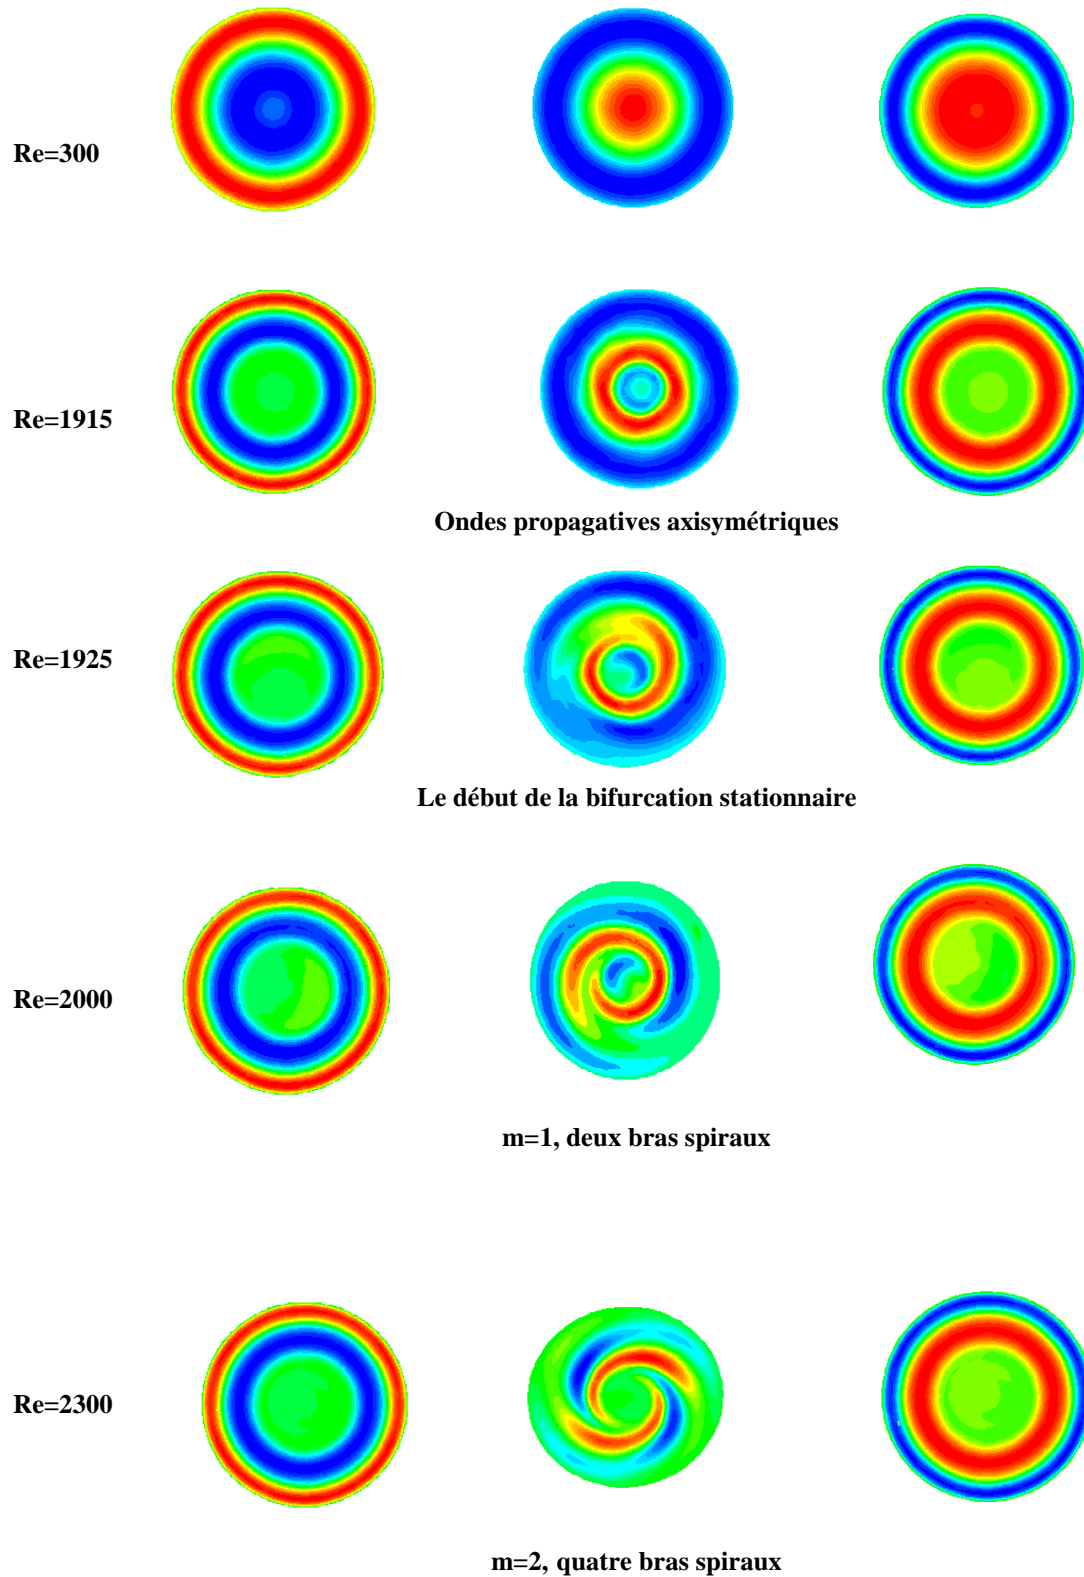 Re=300
Re=1915
Ondes propagatives axisymétriques
Re=1925
Le début de la bifurcation stationnaire
Re=2000
m=1, deux bras spiraux
Re=2300
m=2, quatre bras spiraux